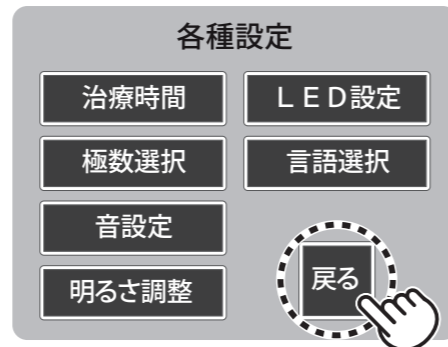 各種設定
治療時間
ＬＥＤ設定
極数選択
言語選択
音設定
明るさ調整
戻る